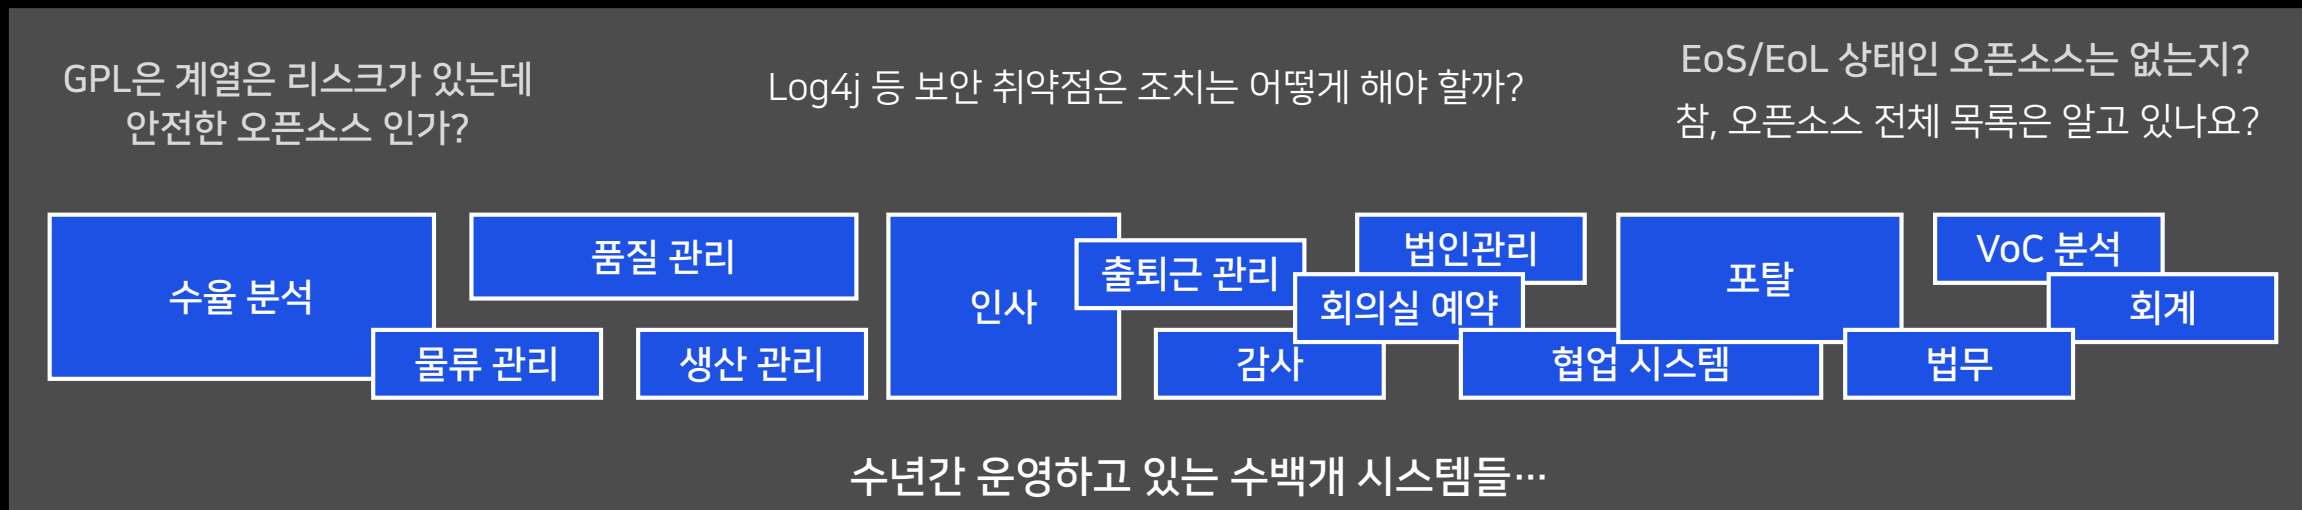 GPL은 계열은 리스크가 있는데
안전한 오픈소스 인가?
Log4j 등 보안 취약점은 조치는 어떻게 해야 할까?
EoS/EoL 상태인 오픈소스는 없는지?
참, 오픈소스 전체 목록은 알고 있나요?
수율 분석
품질 관리
물류 관리
생산 관리
인사
출퇴근 관리
법인관리
회의실 예약
감사
협업 시스템
포탈
VoC 분석
회계
법무
수년간 운영하고 있는 수백개 시스템들…